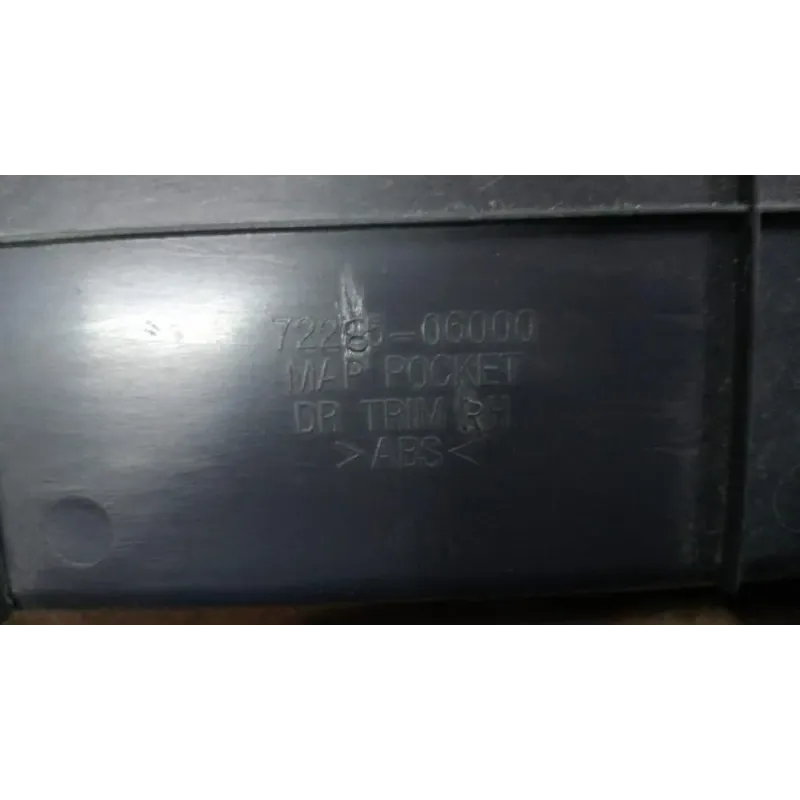 72285-06000
MAP POCKET
DR TRIM RH
>ABS<